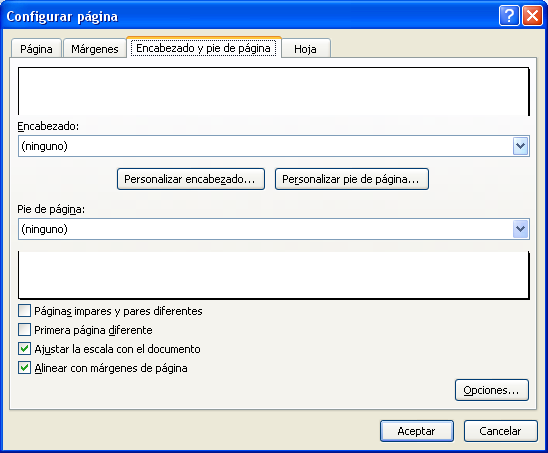 Configurar página
Página Márgenes Encabezado y pie de página Hoja
Encabezado:
(ninguno)
Personalizar encabezado... Personalizar pie de página...
Pie de página:
(ninguno)
Páginas impares y pares diferentes
Primera página diferente
Ajustar la escala con el documento
Alinear con márgenes de página
Opciones...
Aceptar Cancelar